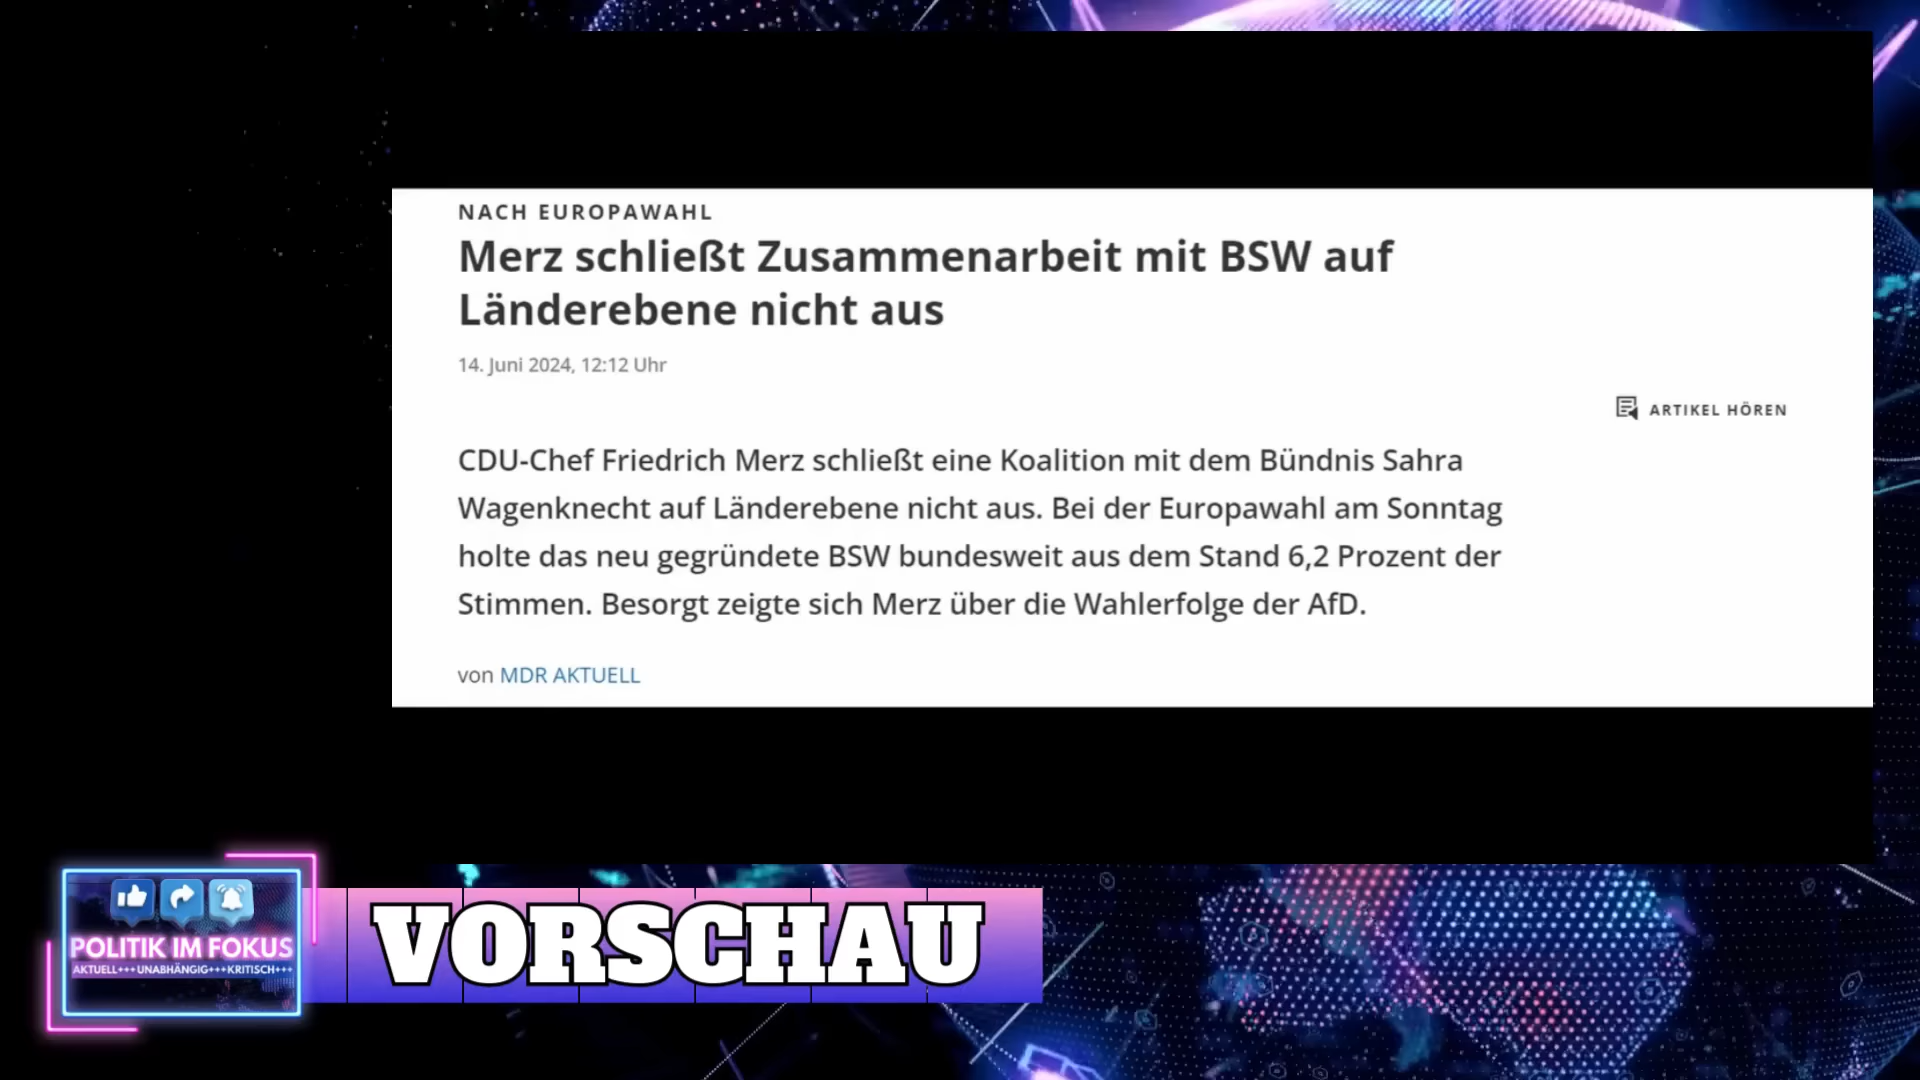 NACH EUROPAWAHL
Merz schließt Zusammenarbeit mit BSW auf
Länderebene nicht aus
14. Juni 2024, 12:12 Uhr
ARTIKEL HÖREN
CDU-Chef Friedrich Merz schließt eine Koalition mit dem Bündnis Sahra
Wagenknecht auf Länderebene nicht aus. Bei der Europawahl am Sonntag
holte das neu gegründete BSW bundesweit aus dem Stand 6,2 Prozent der
Stimmen. Besorgt zeigte sich Merz über die Wahlerfolge der AfD.
von MDR AKTUELL
POLITIK IM FOKUS
AKTUELL+++UNABHÄNGIG+++KRITISCH+++
VORSCHAU